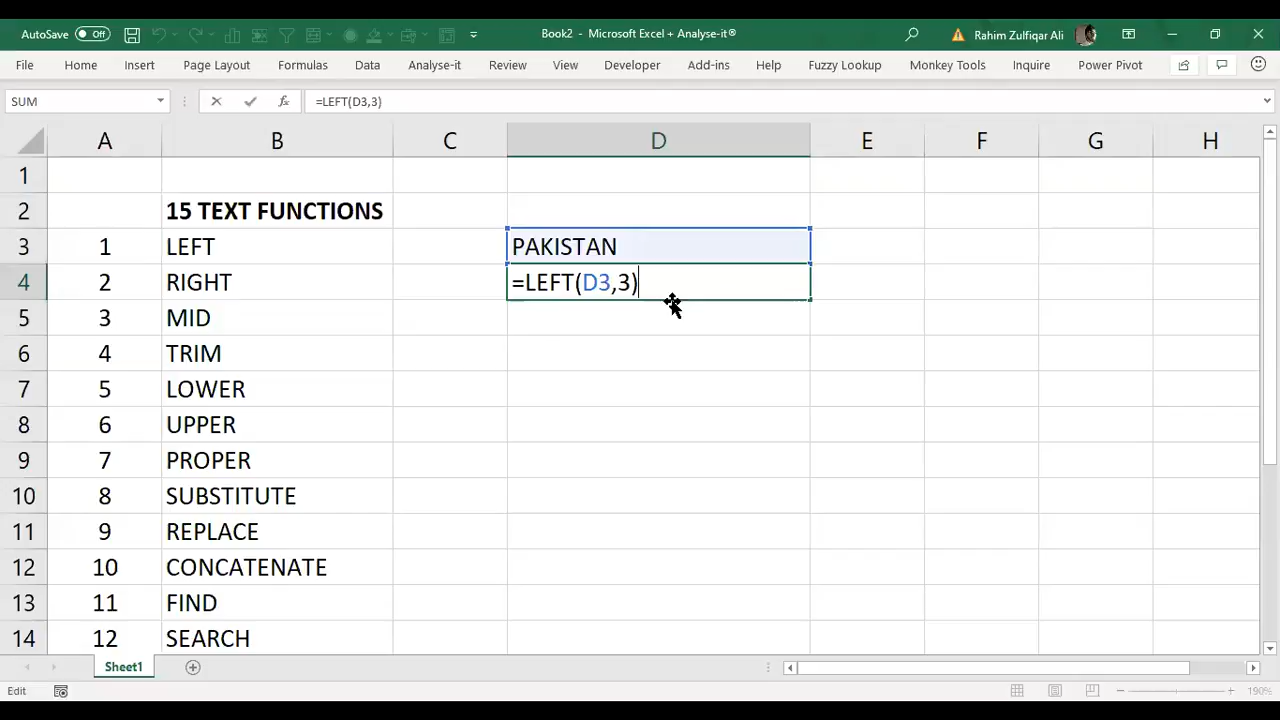 AutoSave Off Book2 - Microsoft Excel + Analyse-it® Rahim Zulfiqar Ali
File Home Insert Page Layout Formulas Data Analyse-it Review View Developer Add-ins Help Fuzzy Lookup Monkey Tools Inquire Power Pivot
SUM =LEFT(D3,3)
A B C D E F G H
1
2 15 TEXT FUNCTIONS
3 1 LEFT PAKISTAN
4 2 RIGHT =LEFT(D3,3)
5 3 MID
6 4 TRIM
7 5 LOWER
8 6 UPPER
9 7 PROPER
10 8 SUBSTITUTE
11 9 REPLACE
12 10 CONCATENATE
13 11 FIND
14 12 SEARCH
Sheet1
Edit 190%